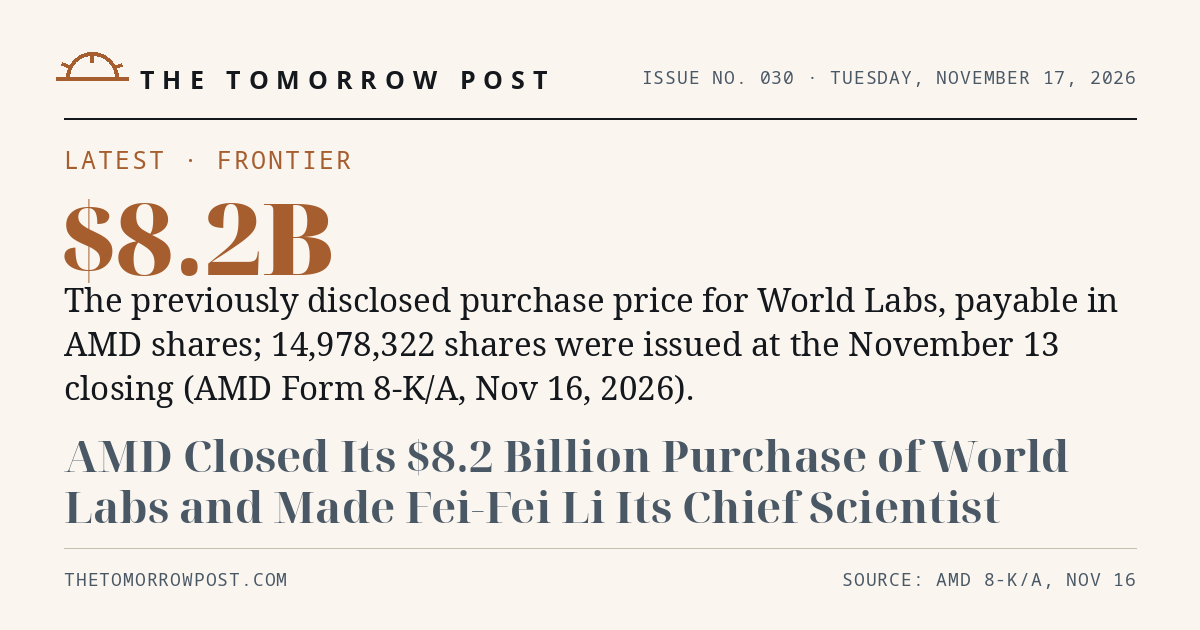 THE TOMORROW POST
ISSUE NO. 030 · TUESDAY, NOVEMBER 17, 2026
LATEST · FRONTIER
$8.2B
The previously disclosed purchase price for World Labs, payable in
AMD shares; 14,978,322 shares were issued at the November 13
closing (AMD Form 8-K/A, Nov 16, 2026).
AMD Closed Its $8.2 Billion Purchase of World
Labs and Made Fei-Fei Li Its Chief Scientist
THETOMORROWPOST.COM
SOURCE: AMD 8-K/A, NOV 16